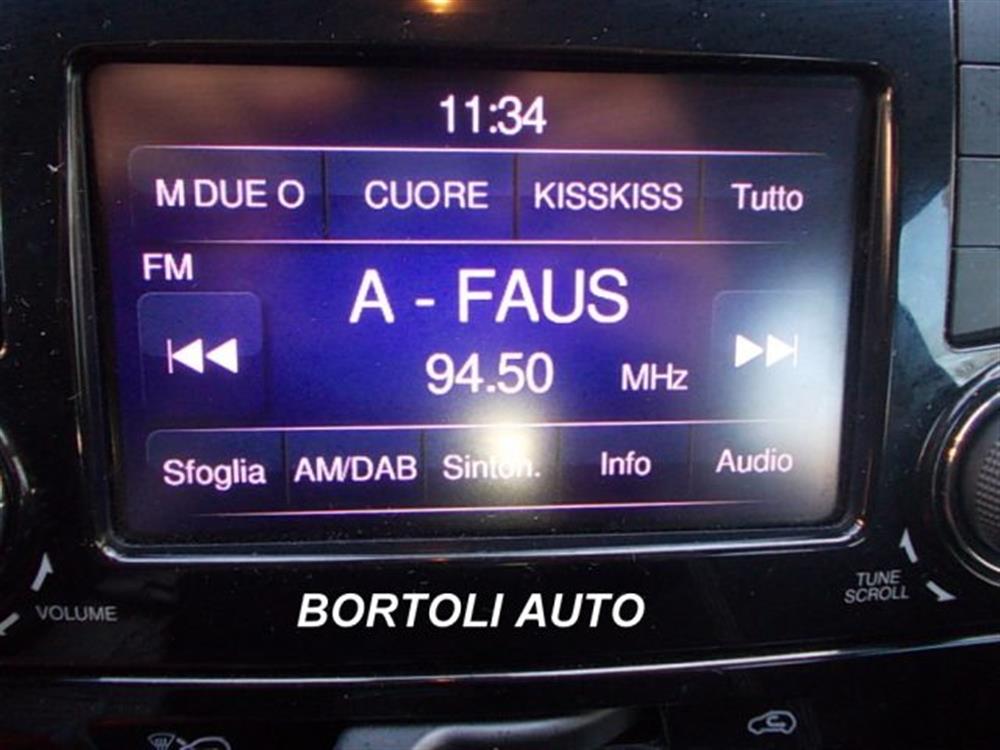 11:34
M DUE O CUORE KISSKISS Tutto
FM
A - FAUS
94.50 MHz
Sfoglia AM/DAB Sinton. Info Audio
VOLUME
BORTOLI AUTO
TUNE
SCROLL